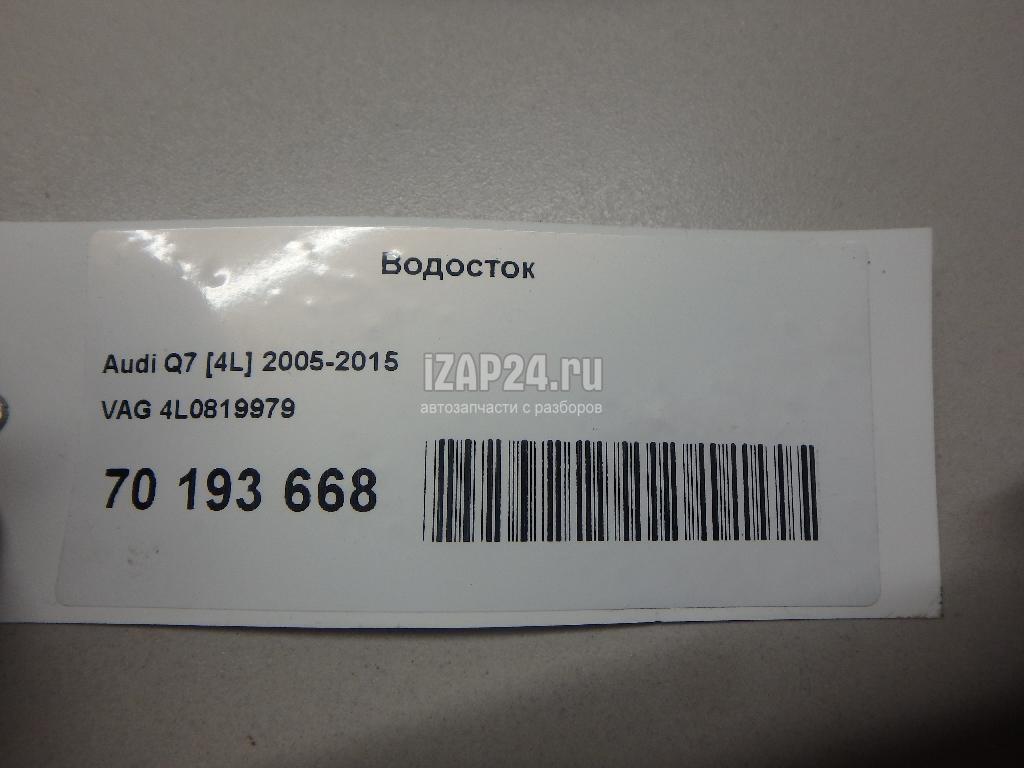 Водосток
Audi Q7 [4L] 2005-2015
iZAP24.ru
VAG 4L0819979
автозапчасти с разборов
70 193 668